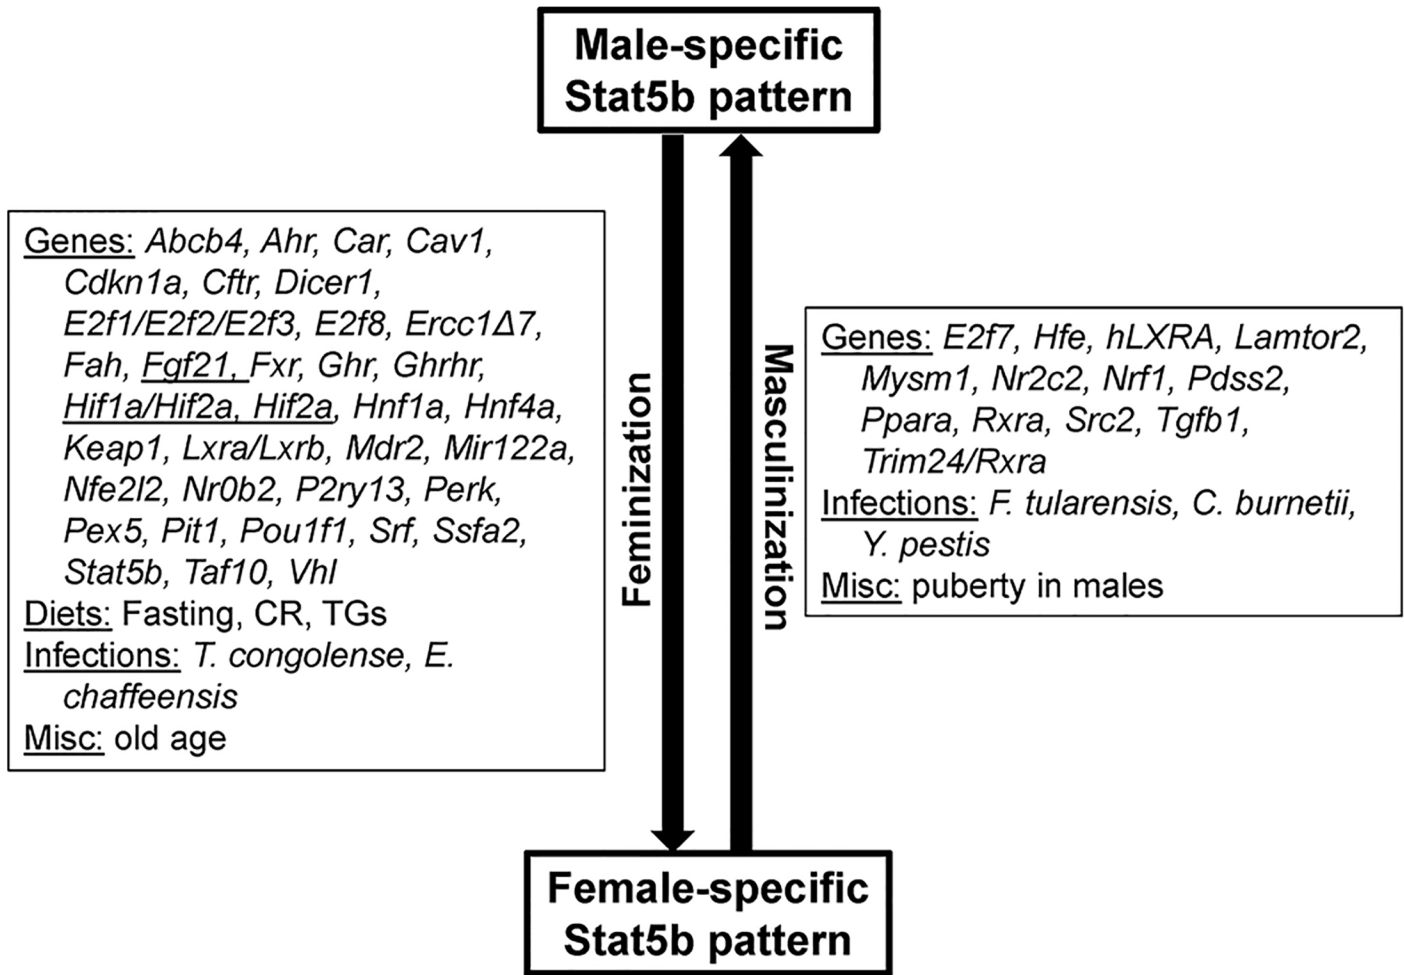 Male-specific
Stat5b pattern
Genes: Abcb4, Ahr, Car, Cav1,
Cdkn1a, Cftr, Dicer1,
E2f1/E2f2/E2f3, E2f8, Ercc1Δ7,
Fah, Fgf21, Fxr, Ghr, Ghrhr,
Hif1a/Hif2a, Hif2a, Hnf1a, Hnf4a,
Keap1, Lxra/Lxrb, Mdr2, Mir122a,
Nfe2l2, Nr0b2, P2ry13, Perk,
Pex5, Pit1, Pou1f1, Srf, Ssfa2,
Stat5b, Taf10, Vhl
Diets: Fasting, CR, TGs
Infections: T. congolense, E.
chaffeensis
Misc: old age
Feminization
Masculinization
Genes: E2f7, Hfe, hLXRA, Lamtor2,
Mysm1, Nr2c2, Nrf1, Pdss2,
Ppara, Rxra, Src2, Tgfb1,
Trim24/Rxra
Infections: F. tularensis, C. burnetii,
Y. pestis
Misc: puberty in males
Female-specific
Stat5b pattern